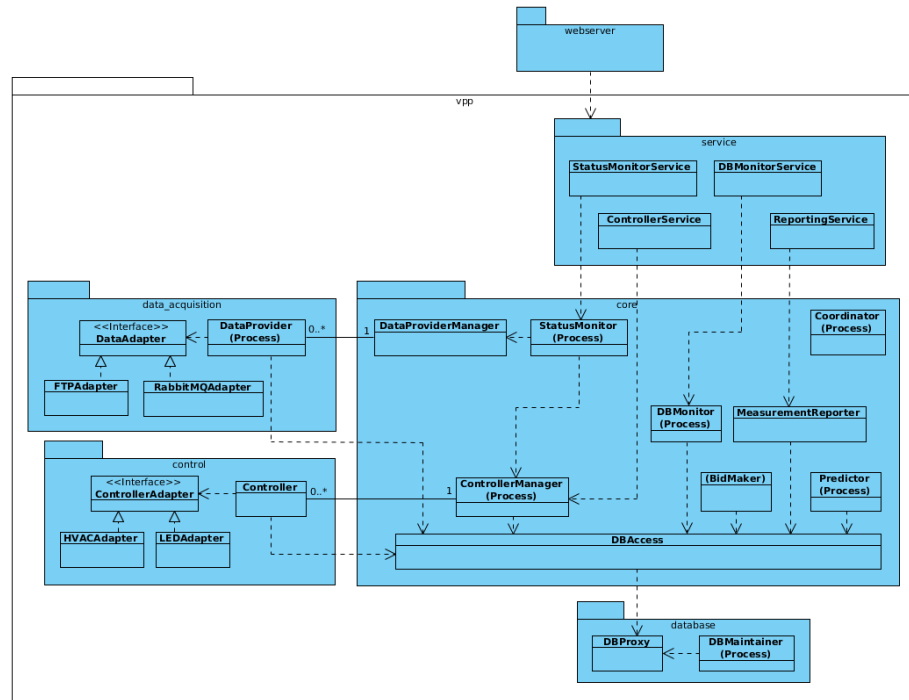 webserver
vpp
service
StatusMonitorService
DBMonitorService
ControllerService
ReportingService
data_acquisition
<<Interface>>
DataAdapter
DataProvider
(Process)
0..*
1
FTPAdapter
RabbitMQAdapter
core
DataProviderManager
StatusMonitor
(Process)
Coordinator
(Process)
DBMonitor
(Process)
MeasurementReporter
control
<<Interface>>
ControllerAdapter
Controller
0..*
1
HVACAdapter
LEDAdapter
ControllerManager
(Process)
(BidMaker)
Predictor
(Process)
DBAccess
database
DBProxy
DBMaintainer
(Process)